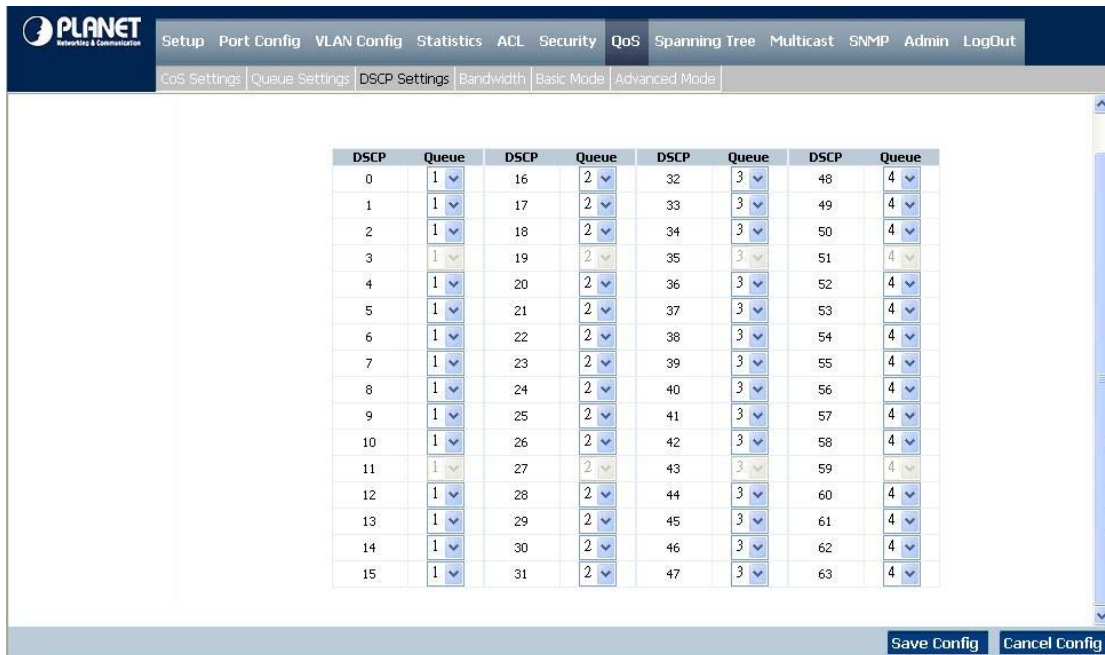 PLANET
Networking & Communication
Setup Port Config VLAN Config Statistics ACL Security QoS Spanning Tree Multicast SNMP Admin LogOut
CoS Settings Queue Settings DSCP Settings Bandwidth Basic Mode Advanced Mode
DSCP Queue DSCP Queue DSCP Queue DSCP Queue
0 1 16 2 32 3 48 4
1 1 17 2 33 3 49 4
2 1 18 2 34 3 50 4
3 1 19 2 35 3 51 4
4 1 20 2 36 3 52 4
5 1 21 2 37 3 53 4
6 1 22 2 38 3 54 4
7 1 23 2 39 3 55 4
8 1 24 2 40 3 56 4
9 1 25 2 41 3 57 4
10 1 26 2 42 3 58 4
11 1 27 2 43 3 59 4
12 1 28 2 44 3 60 4
13 1 29 2 45 3 61 4
14 1 30 2 46 3 62 4
15 1 31 2 47 3 63 4
Save Config Cancel Config